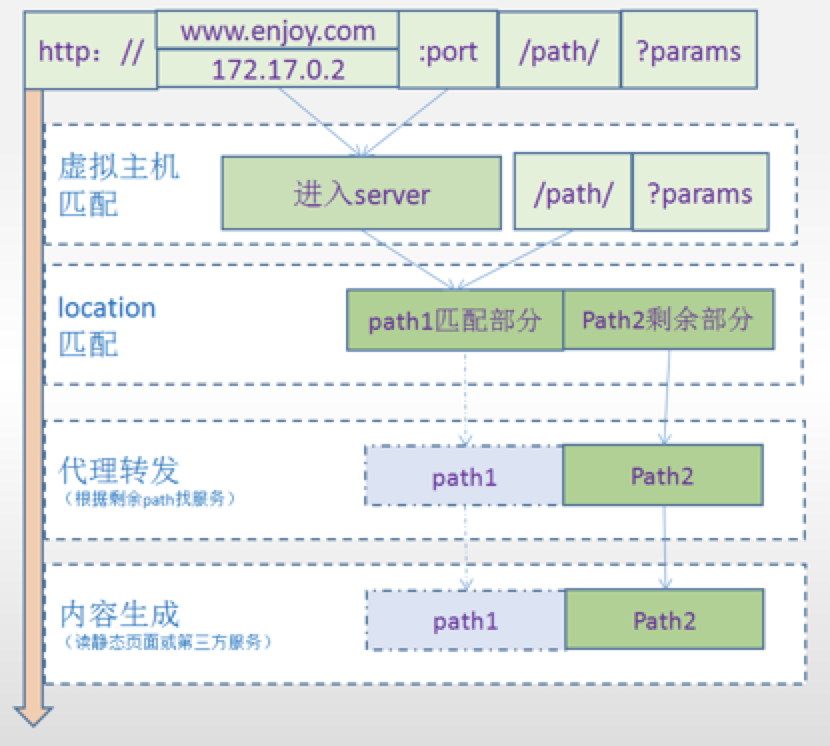 http：//
www.enjoy.com
172.17.0.2
:port
/path/
?params
虚拟主机
匹配
进入server
/path/
?params
location
匹配
path1匹配部分
Path2剩余部分
代理转发
（根据剩余path找服务）
path1
Path2
内容生成
（读静态页面或第三方服务）
path1
Path2